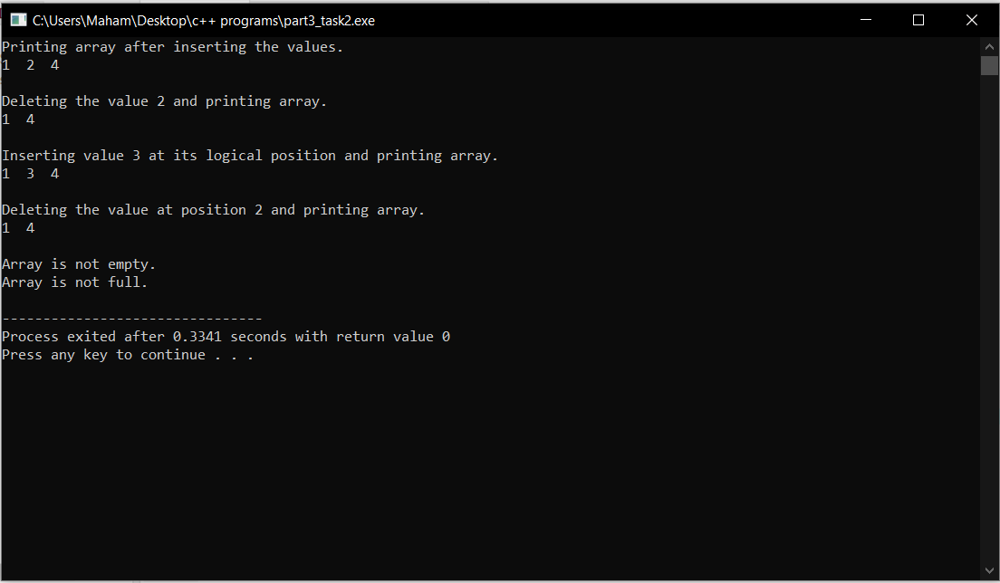 C:\Users\Maham\Desktop\c++ programs\part3_task2.exe
Printing array after inserting the values.
1  2  4
Deleting the value 2 and printing array.
1  4
Inserting value 3 at its logical position and printing array.
1  3  4
Deleting the value at position 2 and printing array.
1  4
Array is not empty.
Array is not full.
--------------------------------
Process exited after 0.3341 seconds with return value 0
Press any key to continue . . .